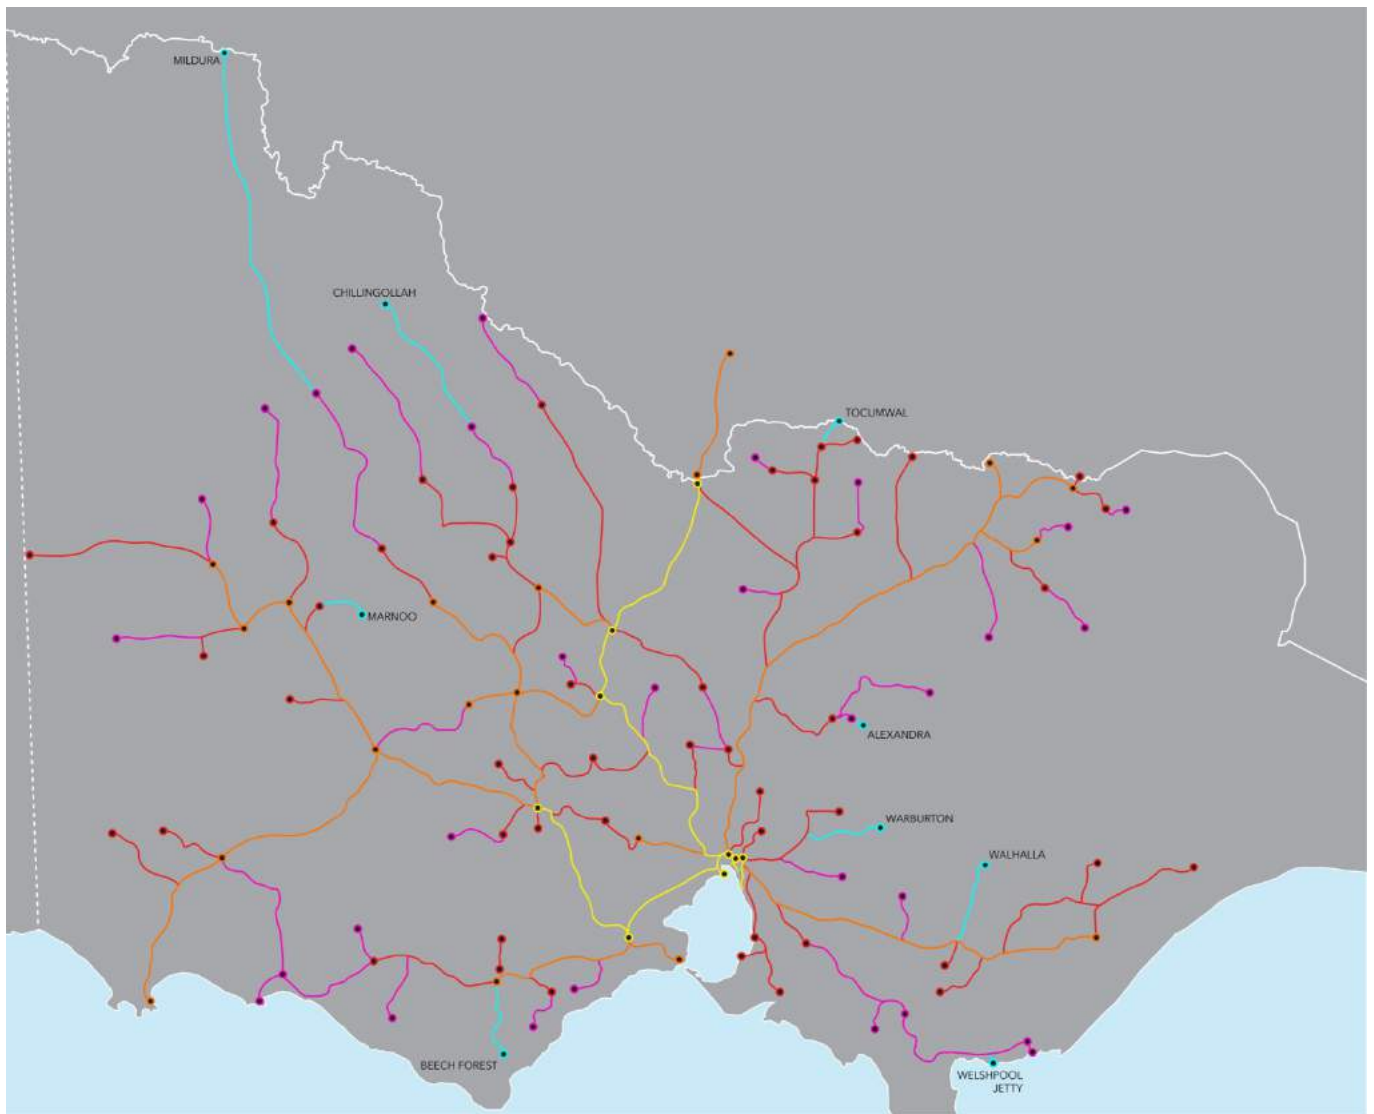 MILDURA
CHILLINGOLLAH
TOCUMWAL
MARNOO
ALEXANDRA
WARBURTON
WALHALLA
BEECH FOREST
WELSHPOOL
JETTY